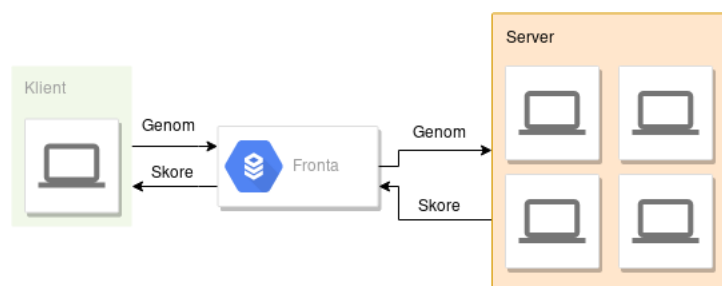 Server
Klient
Genom
Genom
Fronta
Skore
Skore